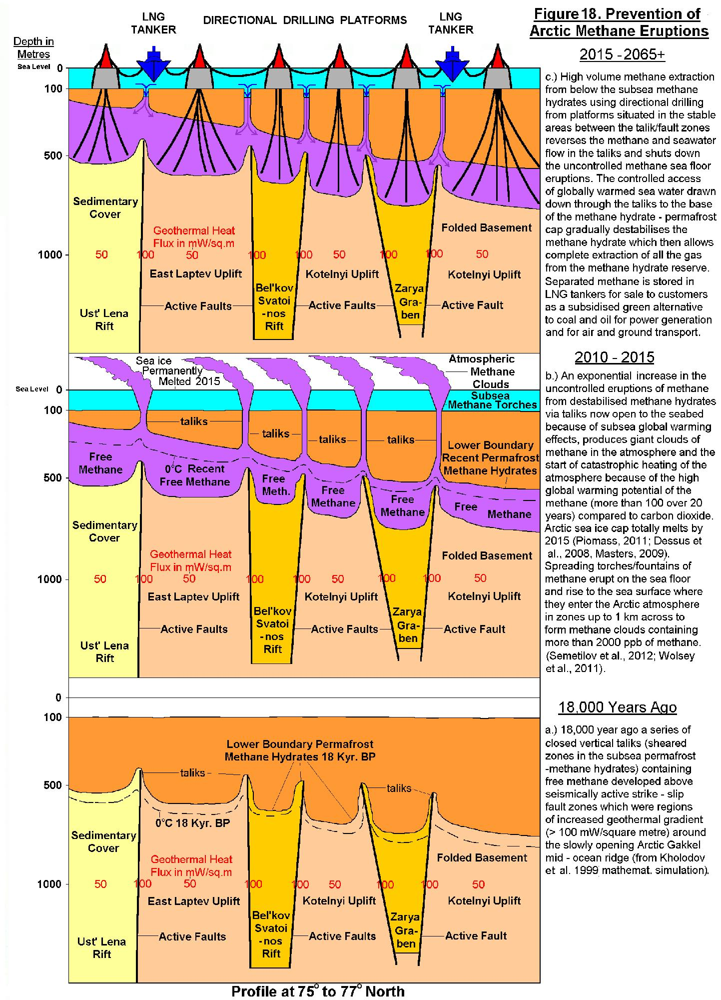 Figure 18. Prevention of
Arctic Methane Eruptions
LNG
TANKER
DIRECTIONAL DRILLING PLATFORMS
LNG
TANKER
Depth in
Metres
Sea Level 0
100
500
1000
Sedimentary
Cover
Geothermal Heat
Flux in mW/sq.m
Folded Basement
50 100 50 100 100 50 100 100 50
East Laptev Uplift
Kotelnyi Uplift
Kotelnyi Uplift
Bel'kov
Svatoi
-nos
Rift
Zarya
Gra-
ben
Active Faults
Active Faults
Active Fault
Ust' Lena
Rift
2015 - 2065+
c.) High volume methane extraction
from below the subsea methane
hydrates using directional drilling
from platforms situated in the stable
areas between the talik/fault zones
reverses the methane and seawater
flow in the taliks and shuts down
the uncontrolled methane sea floor
eruptions. The controlled access
of globally warmed sea water drawn
down through the taliks to the base
of the methane hydrate - permafrost
cap gradually destabilises the
methane hydrate which then allows
complete extraction of all the gas
from the methane hydrate reserve.
Separated methane is stored in
LNG tankers for sale to customers
as a subsidised green alternative
to coal and oil for power generation
and for air and ground transport.
Sea ice
Permanently
Melted 2015
Atmospheric
Methane
Clouds
Sea Level 0
Subsea
Methane Torches
100
taliks
taliks
taliks
taliks
Lower Boundary
Recent Permafrost
Methane Hydrates
Free
Methane
0°C Recent
Free Methane
Free
Meth.
Free
Methane
Free
Methane
Free Methane
500
Sedimentary
Cover
Geothermal Heat
Flux in mW/sq.m
Folded Basement
1000
50 100 50 100 100 50 100 100 50
East Laptev Uplift
Kotelnyi Uplift
Kotelnyi Uplift
Bel'kov
Svatoi
-nos
Rift
Zarya
Gra-
ben
Active Faults
Active Faults
Active Fault
Ust' Lena
Rift
2010 - 2015
b.) An exponential increase in the
uncontrolled eruptions of methane
from destabilised methane hydrates
via taliks now open to the seabed
because of subsea global warming
effects, produces giant clouds of
methane in the atmosphere and the
start of catastrophic heating of the
atmosphere because of the high
global warming potential of the
methane (more than 100 over 20
years) compared to carbon dioxide.
Arctic sea ice cap totally melts by
2015 (Piomass, 2011; Dessus et
al., 2008, Masters, 2009).
Spreading torches/fountains of
methane erupt on the sea floor
and rise to the sea surface where
they enter the Arctic atmosphere
in zones up to 1 km across to
form methane clouds containing
more than 2000 ppb of methane.
(Semetilov et al., 2012; Wolsey
et al., 2011).
0
100
Lower Boundary Permafrost
Methane Hydrates 18 Kyr. BP
taliks
taliks
500
0°C 18 Kyr. BP
Sedimentary
Cover
Geothermal Heat
Flux in mW/sq.m
Folded Basement
1000
50 100 50 100 100 50 100 100 50
East Laptev Uplift
Kotelnyi Uplift
Kotelnyi Uplift
Bel'kov
Svatoi
-nos
Rift
Zarya
Gra-
ben
Active Faults
Active Faults
Active Fault
Ust' Lena
Rift
18,000 Years Ago
a.) 18,000 year ago a series of
closed vertical taliks (sheared
zones in the subsea permafrost
-methane hydrates) containing
free methane developed above
seismically active strike - slip
fault zones which were regions
of increased geothermal gradient
(> 100 mW/square metre) around
the slowly opening Arctic Gakkel
mid - ocean ridge (from Kholodov
et al. 1999 mathemat. simulation).
Profile at 75° to 77° North